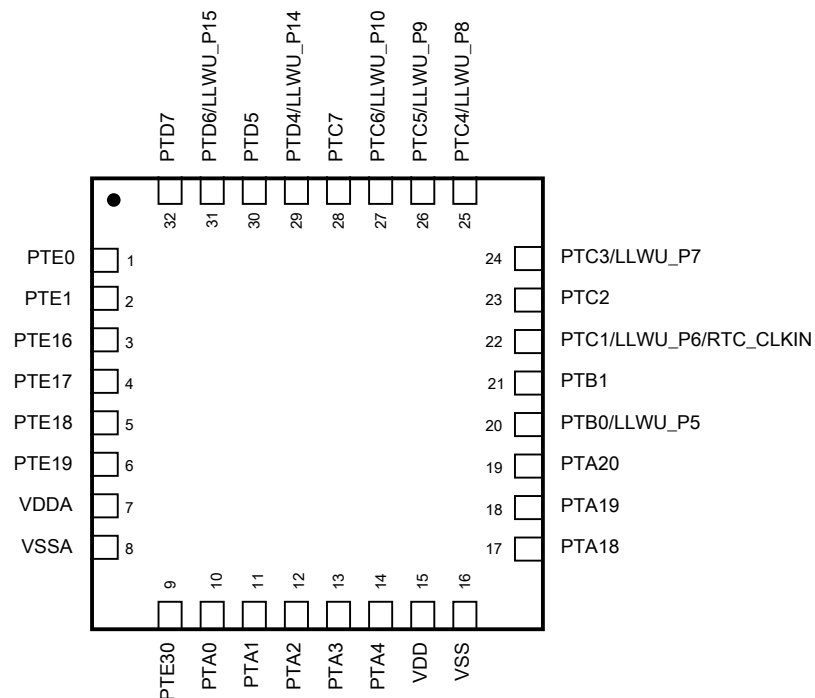 PTD7
PTD6/LLWU_P15
PTD5
PTD4/LLWU_P14
PTC7
PTC6/LLWU_P10
PTC5/LLWU_P9
PTC4/LLWU_P8
32
31
30
29
28
27
26
25
PTE0 1
PTE1 2
PTE16 3
PTE17 4
PTE18 5
PTE19 6
VDDA 7
VSSA 8
24 PTC3/LLWU_P7
23 PTC2
22 PTC1/LLWU_P6/RTC_CLKIN
21 PTB1
20 PTB0/LLWU_P5
19 PTA20
18 PTA19
17 PTA18
9
10
11
12
13
14
15
16
PTE30
PTA0
PTA1
PTA2
PTA3
PTA4
VDD
VSS